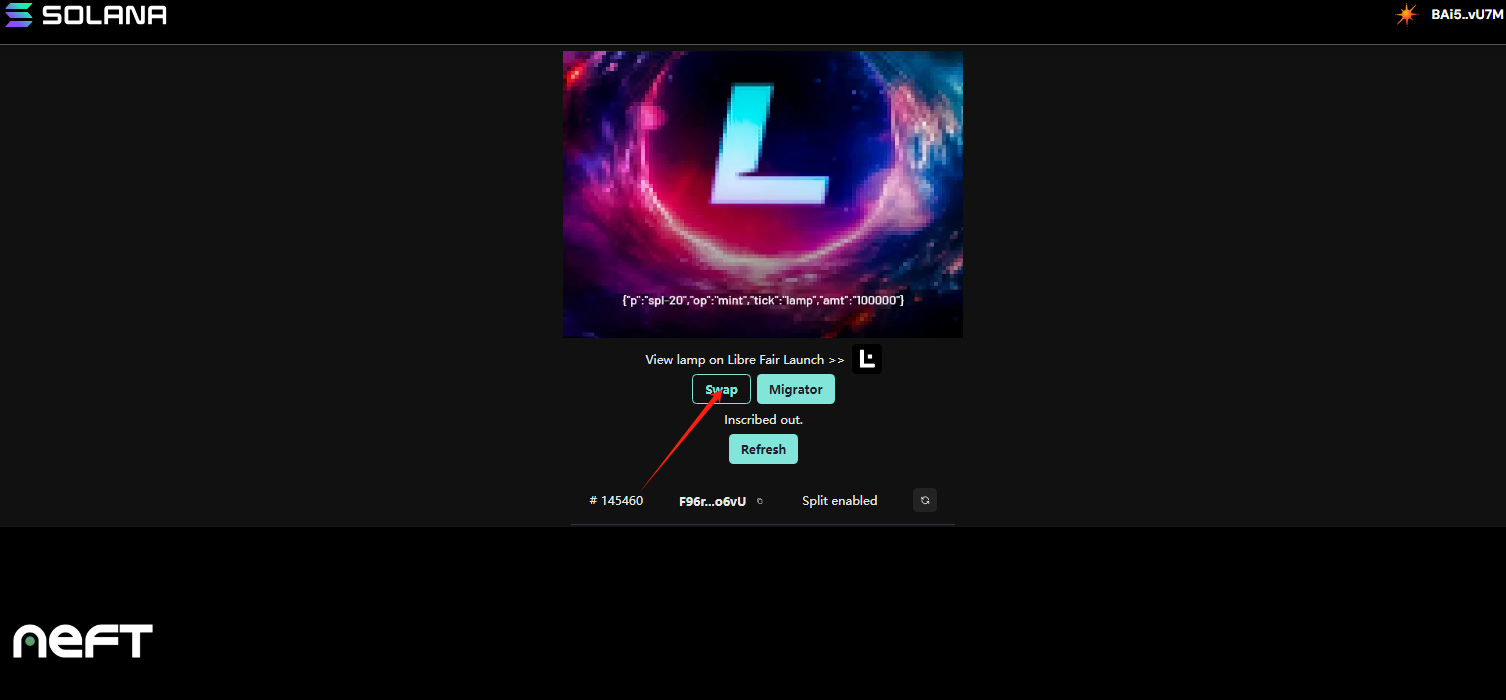 SOLANA
BAi5..vU7M
L
{"p":"spl-20","op":"mint","tick":"lamp","amt":"100000"}
View lamp on Libre Fair Launch >>
Swap Migrator
Inscribed out.
Refresh
# 145460 F96r...o6vU Split enabled
neFT